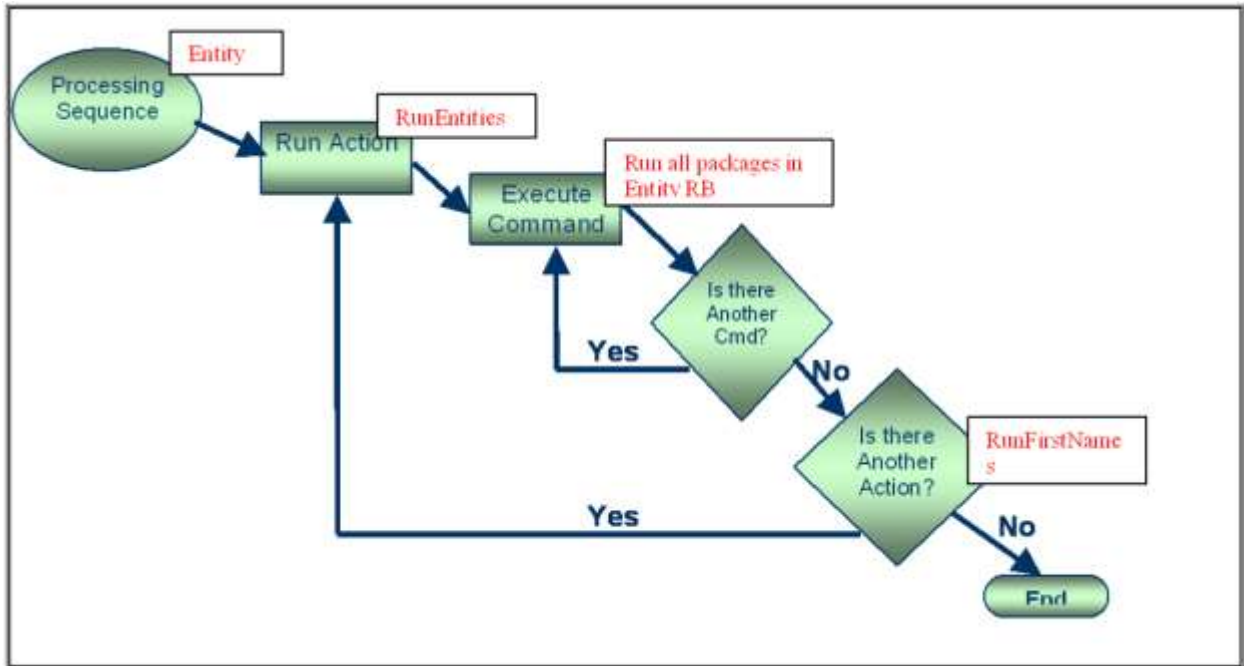 Entity
Processing
Sequence
RunEntities
Run Action
Run all packages in
Entity RB
Execute
Command
Is there
Another
Cmd?
Yes
No
Is there
Another
Action?
RunFirstName
s
Yes
No
End